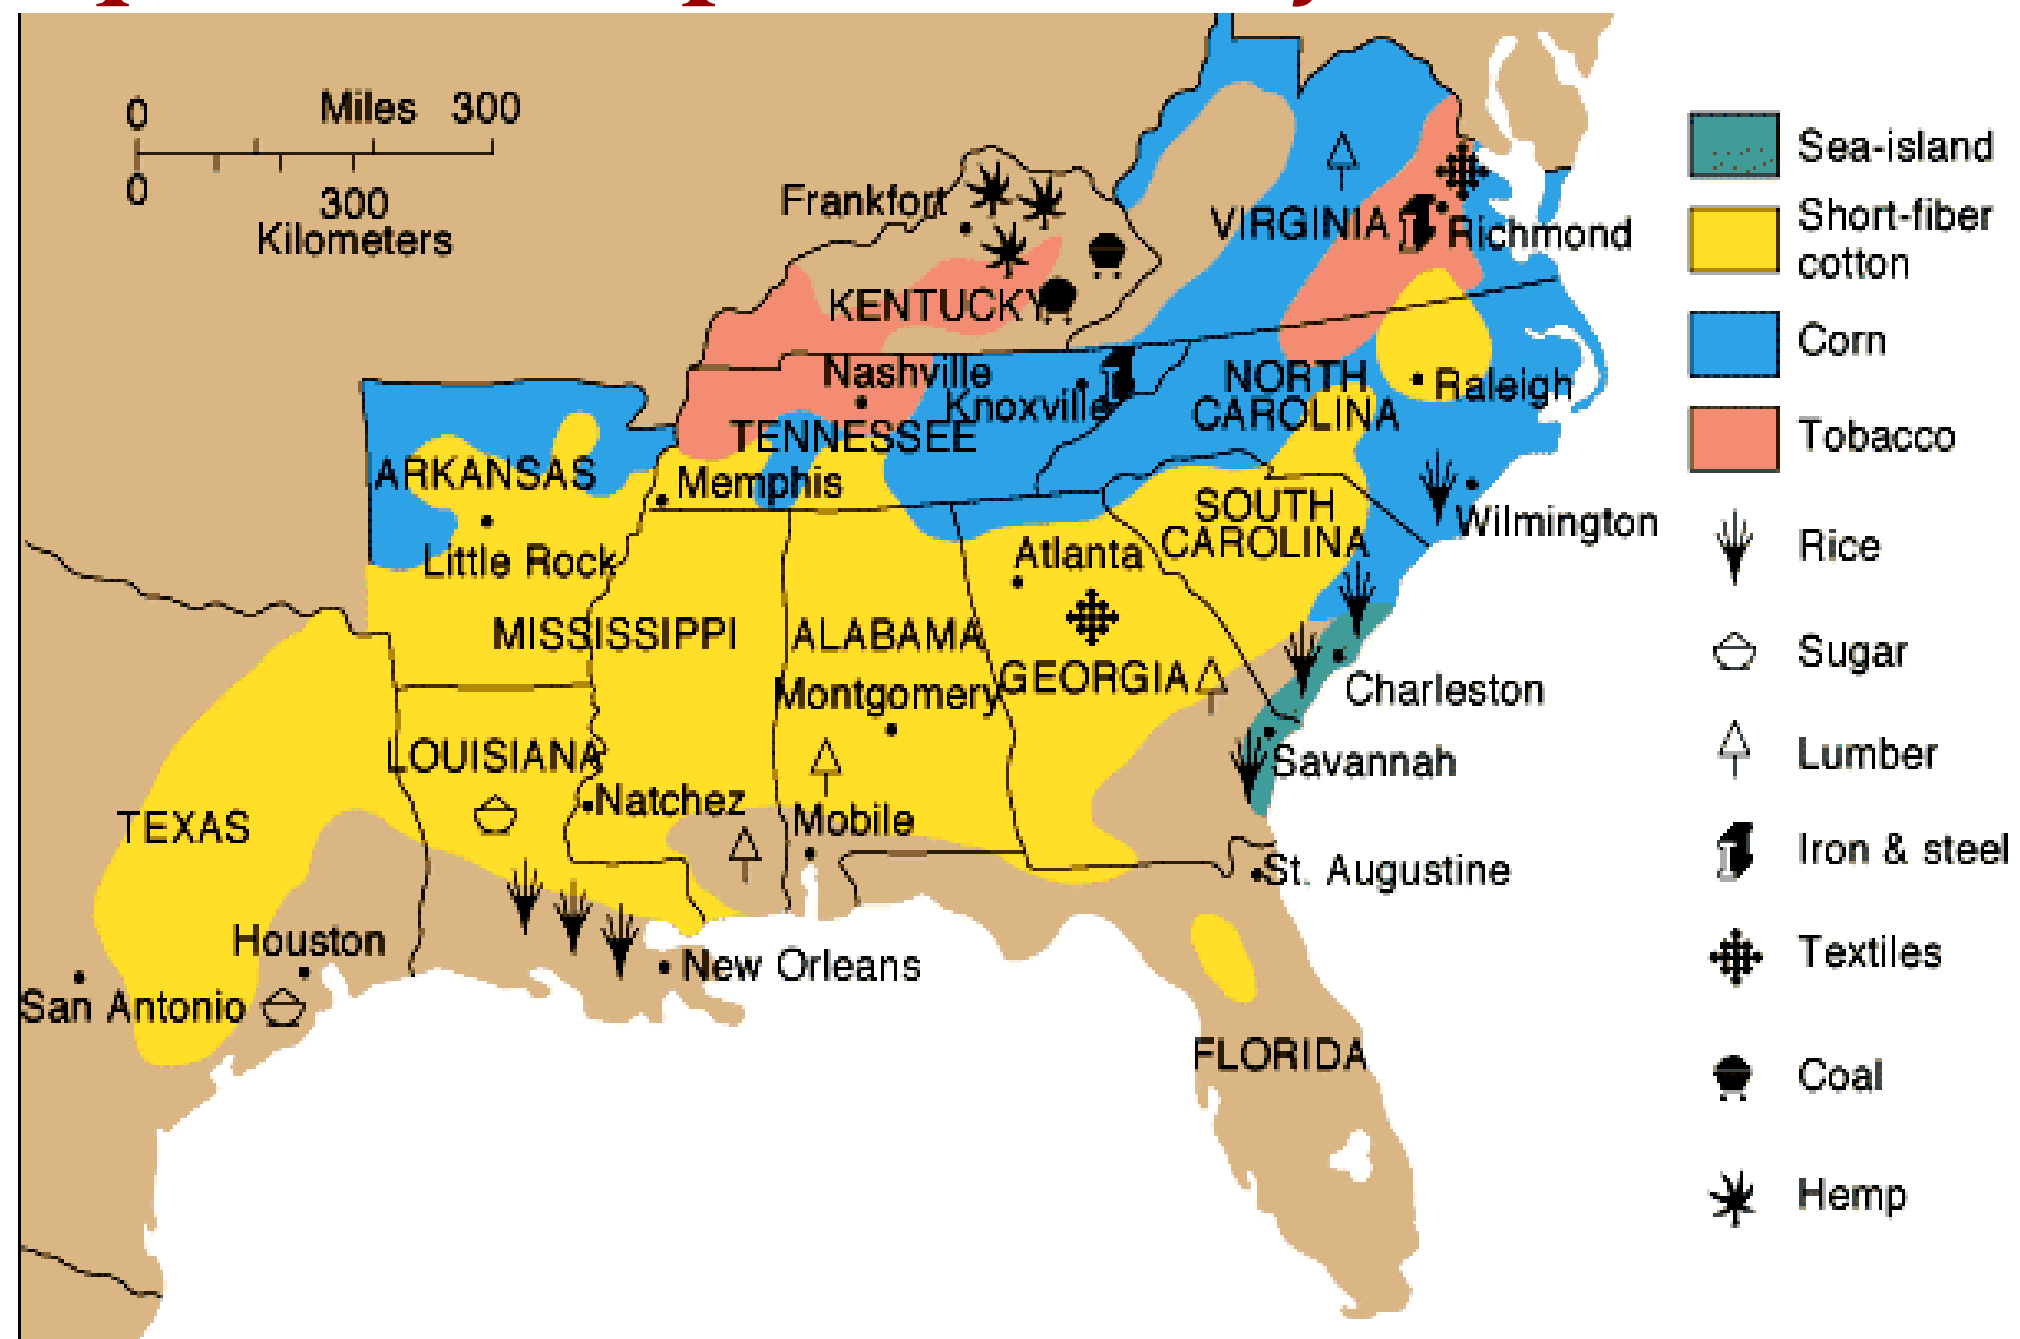 0 Miles 300
0 300
Kilometers
Frankfort
VIRGINIA
Richmond
KENTUCKY
Nashville
Knoxville
NORTH
CAROLINA
Raleigh
TENNESSEE
ARKANSAS
Memphis
Little Rock
SOUTH
CAROLINA
Wilmington
Atlanta
MISSISSIPPI
ALABAMA
GEORGIA
Montgomery
Charleston
LOUISIANA
Savannah
Natchez
Mobile
TEXAS
St. Augustine
Houston
New Orleans
San Antonio
FLORIDA
Sea-island
Short-fiber
cotton
Corn
Tobacco
Rice
Sugar
Lumber
Iron & steel
Textiles
Coal
Hemp